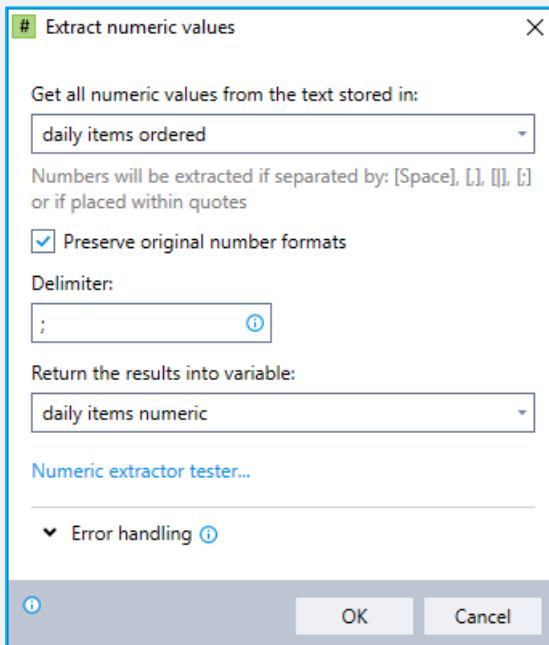 # Extract numeric values
Get all numeric values from the text stored in:
daily items ordered
Numbers will be extracted if separated by: [Space], [,], [|], [;]
or if placed within quotes
Preserve original number formats
Delimiter:
;
Return the results into variable:
daily items numeric
Numeric extractor tester...
Error handling
OK Cancel